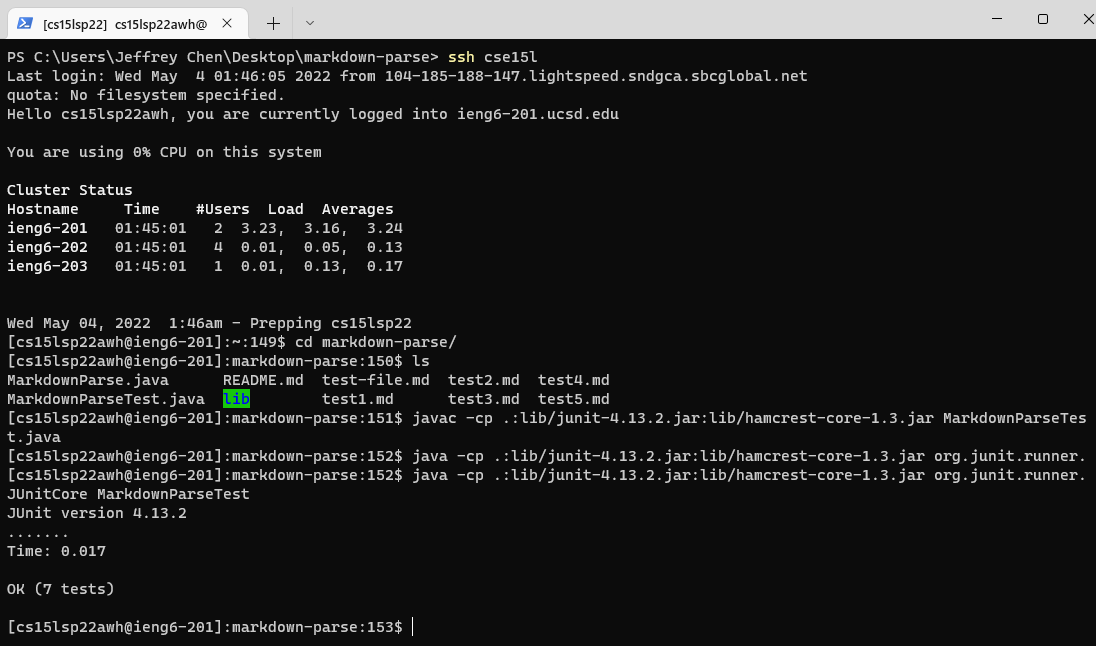 [cs15lsp22] cs15lsp22awh@
PS C:\Users\Jeffrey Chen\Desktop\markdown-parse> ssh cse15l
Last login: Wed May  4 01:46:05 2022 from 104-185-188-147.lightspeed.sndgca.sbcglobal.net
quota: No filesystem specified.
Hello cs15lsp22awh, you are currently logged into ieng6-201.ucsd.edu
You are using 0% CPU on this system
Cluster Status
Hostname     Time    #Users  Load  Averages
ieng6-201   01:45:01   2  3.23,  3.16,  3.24
ieng6-202   01:45:01   4  0.01,  0.05,  0.13
ieng6-203   01:45:01   1  0.01,  0.13,  0.17
Wed May 04, 2022  1:46am - Prepping cs15lsp22
[cs15lsp22awh@ieng6-201]:~:149$ cd markdown-parse/
[cs15lsp22awh@ieng6-201]:markdown-parse:150$ ls
MarkdownParse.java      README.md  test-file.md  test2.md  test4.md
MarkdownParseTest.java  lib        test1.md      test3.md  test5.md
[cs15lsp22awh@ieng6-201]:markdown-parse:151$ javac -cp .:lib/junit-4.13.2.jar:lib/hamcrest-core-1.3.jar MarkdownParseTes
t.java
[cs15lsp22awh@ieng6-201]:markdown-parse:152$ java -cp .:lib/junit-4.13.2.jar:lib/hamcrest-core-1.3.jar org.junit.runner.
[cs15lsp22awh@ieng6-201]:markdown-parse:152$ java -cp .:lib/junit-4.13.2.jar:lib/hamcrest-core-1.3.jar org.junit.runner.
JUnitCore MarkdownParseTest
JUnit version 4.13.2
.......
Time: 0.017
OK (7 tests)
[cs15lsp22awh@ieng6-201]:markdown-parse:153$